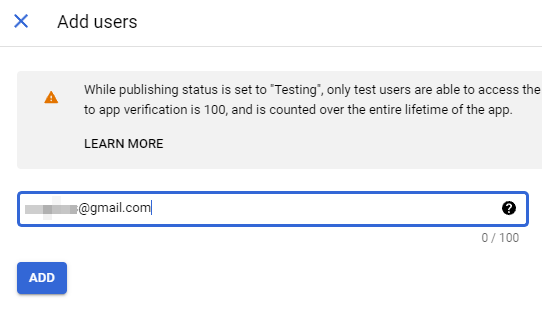 Add users
While publishing status is set to "Testing", only test users are able to access the
to app verification is 100, and is counted over the entire lifetime of the app.
LEARN MORE
@gmail.com
0 / 100
ADD